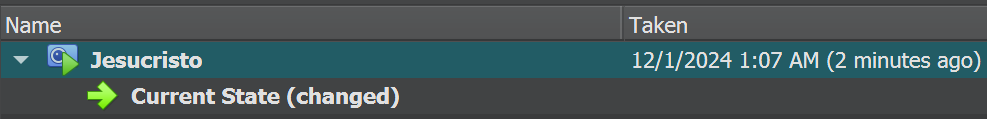 Name Taken
Jesucristo 12/1/2024 1:07 AM (2 minutes ago)
Current State (changed)